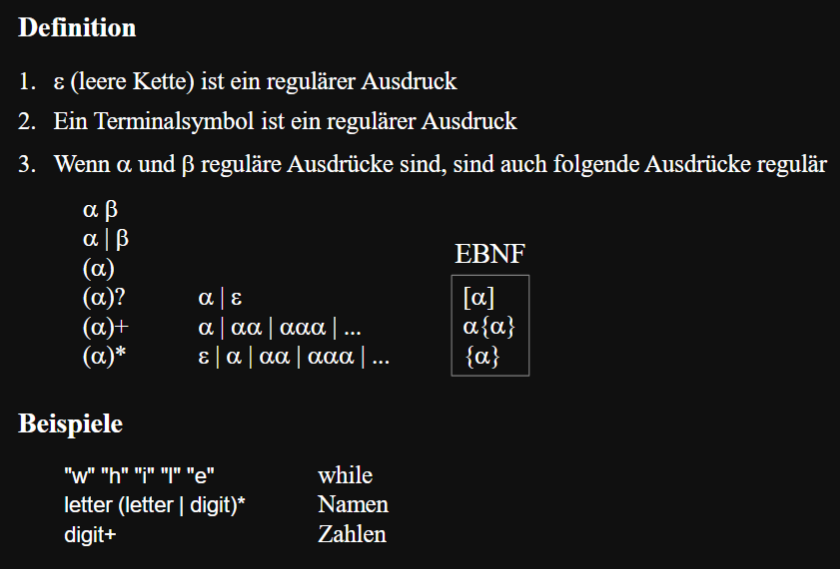 Definition
1. ε (leere Kette) ist ein regulärer Ausdruck
2. Ein Terminalsymbol ist ein regulärer Ausdruck
3. Wenn α und β reguläre Ausdrücke sind, sind auch folgende Ausdrücke regulär
α β
α | β
(α)
EBNF
(α)? α | ε [α]
(α)+ α | αα | ααα | ... α{α}
(α)* ε | α | αα | ααα | ... {α}
Beispiele
"w" "h" "i" "l" "e" while
letter (letter | digit)* Namen
digit+ Zahlen